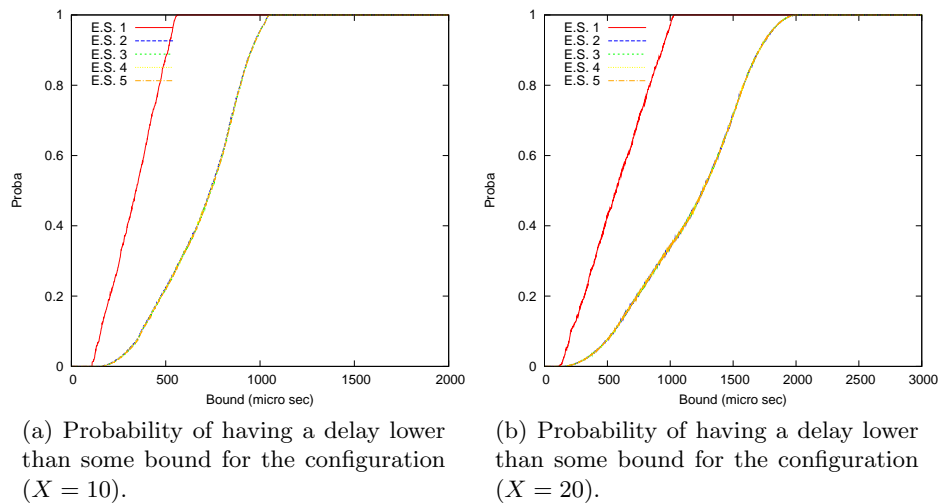 1
0.8
0.6
0.4
0.2
0
Proba
E.S. 1
E.S. 2
E.S. 3
E.S. 4
E.S. 5
0 500 1000 1500 2000
Bound (micro sec)
1
0.8
0.6
0.4
0.2
0
Proba
E.S. 1
E.S. 2
E.S. 3
E.S. 4
E.S. 5
0 500 1000 1500 2000 2500 3000
Bound (micro sec)
(a) Probability of having a delay lower
than some bound for the configuration
(X = 10).
(b) Probability of having a delay lower
than some bound for the configuration
(X = 20).